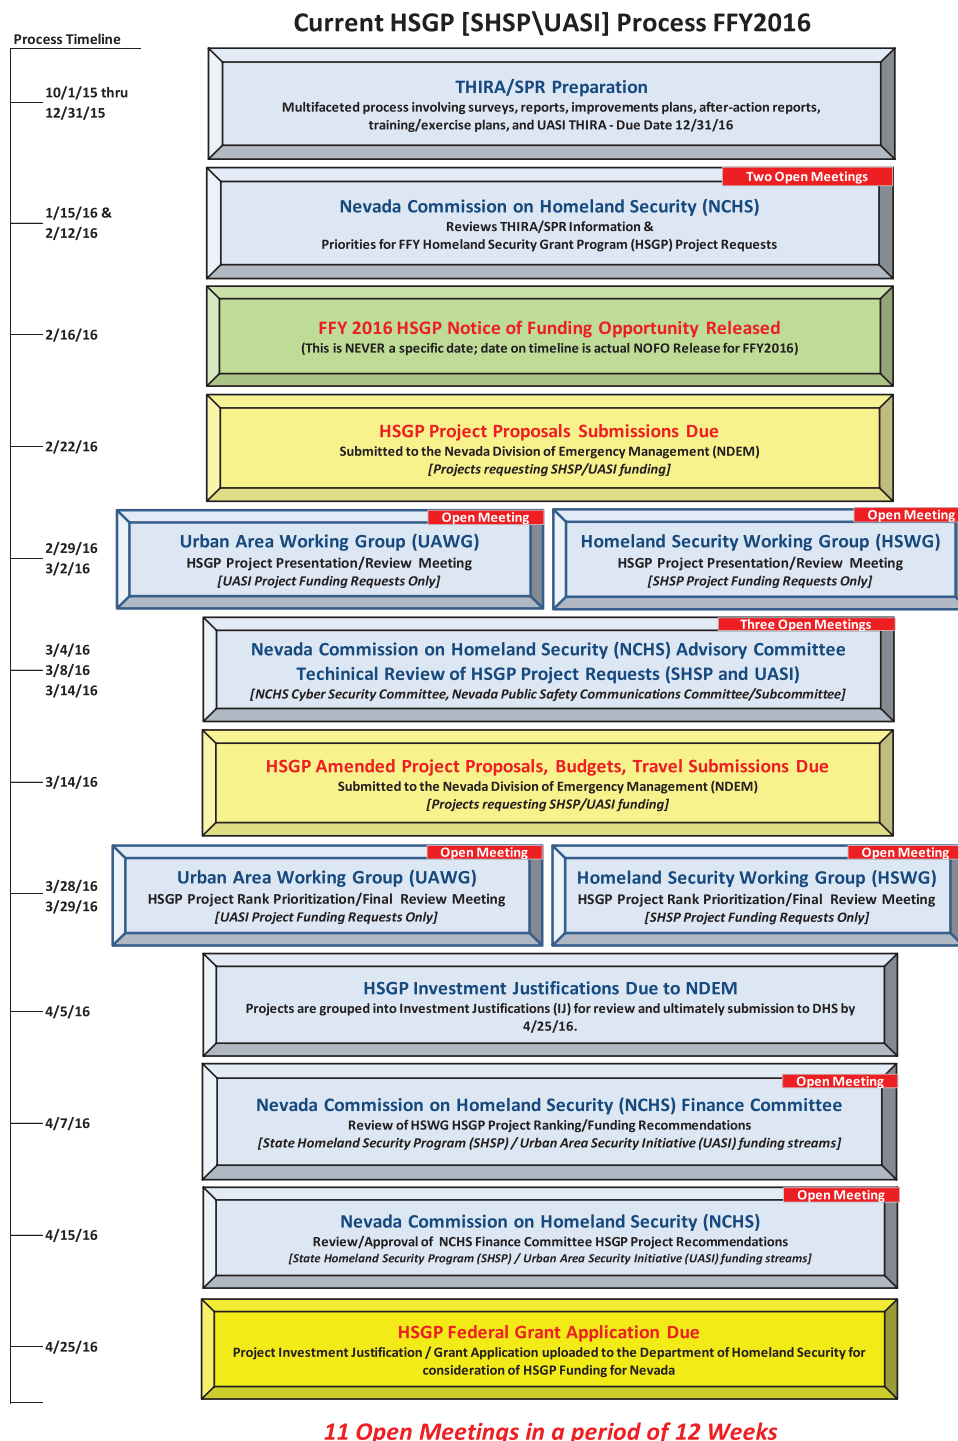 Current HSGP [SHSP\UASI] Process FFY2016
Process Timeline
10/1/15 thru
12/31/15
THIRA/SPR Preparation
Multifaceted process involving surveys, reports, improvements plans, after-action reports,
training/exercise plans, and UASI THIRA - Due Date 12/31/16
Two Open Meetings
1/15/16 &
2/12/16
Nevada Commission on Homeland Security (NCHS)
Reviews THIRA/SPR Information &
Priorities for FFY Homeland Security Grant Program (HSGP) Project Requests
2/16/16
FFY 2016 HSGP Notice of Funding Opportunity Released
(This is NEVER a specific date; date on timeline is actual NOFO Release for FFY2016)
2/22/16
HSGP Project Proposals Submissions Due
Submitted to the Nevada Division of Emergency Management (NDEM)
[Projects requesting SHSP/UASI funding]
2/29/16
3/2/16
Open Meeting
Urban Area Working Group (UAWG)
HSGP Project Presentation/Review Meeting
[UASI Project Funding Requests Only]
Open Meeting
Homeland Security Working Group (HSWG)
HSGP Project Presentation/Review Meeting
[SHSP Project Funding Requests Only]
3/4/16
3/8/16
3/14/16
Three Open Meetings
Nevada Commission on Homeland Security (NCHS) Advisory Committee
Techinical Review of HSGP Project Requests (SHSP and UASI)
[NCHS Cyber Security Committee, Nevada Public Safety Communications Committee/Subcommittee]
3/14/16
HSGP Amended Project Proposals, Budgets, Travel Submissions Due
Submitted to the Nevada Division of Emergency Management (NDEM)
[Projects requesting SHSP/UASI funding]
3/28/16
3/29/16
Open Meeting
Urban Area Working Group (UAWG)
HSGP Project Rank Prioritization/Final Review Meeting
[UASI Project Funding Requests Only]
Open Meeting
Homeland Security Working Group (HSWG)
HSGP Project Rank Prioritization/Final Review Meeting
[SHSP Project Funding Requests Only]
4/5/16
HSGP Investment Justifications Due to NDEM
Projects are grouped into Investment Justifications (IJ) for review and ultimately submission to DHS by
4/25/16.
4/7/16
Open Meeting
Nevada Commission on Homeland Security (NCHS) Finance Committee
Review of HSWG HSGP Project Ranking/Funding Recommendations
[State Homeland Security Program (SHSP) / Urban Area Security Initiative (UASI) funding streams]
4/15/16
Open Meeting
Nevada Commission on Homeland Security (NCHS)
Review/Approval of NCHS Finance Committee HSGP Project Recommendations
[State Homeland Security Program (SHSP) / Urban Area Security Initiative (UASI) funding streams]
4/25/16
HSGP Federal Grant Application Due
Project Investment Justification / Grant Application uploaded to the Department of Homeland Security for
consideration of HSGP Funding for Nevada
11 Open Meetings in a period of 12 Weeks